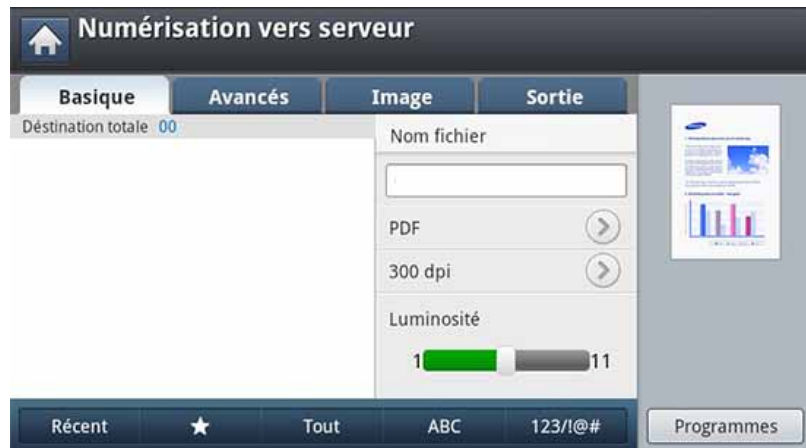 Numérisation vers serveur
Basique Avancés Image Sortie
Déstination totale 00
Nom fichier
PDF
300 dpi
Luminosité
1 11
Récent ★ Tout ABC 123/!@# Programmes